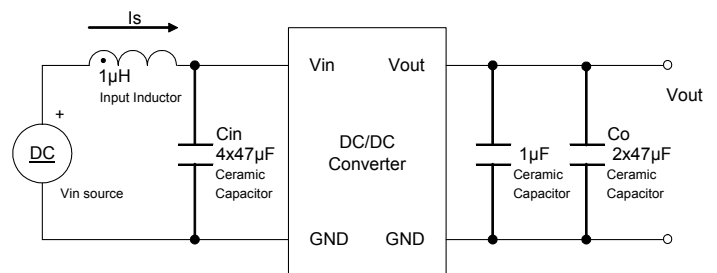 Is
1µH
Input Inductor
+
DC
Vin source
Cin
4x47µF
Ceramic
Capacitor
Vin
Vout
DC/DC
Converter
GND
GND
1µF
Ceramic
Capacitor
Co
2x47µF
Ceramic
Capacitor
Vout